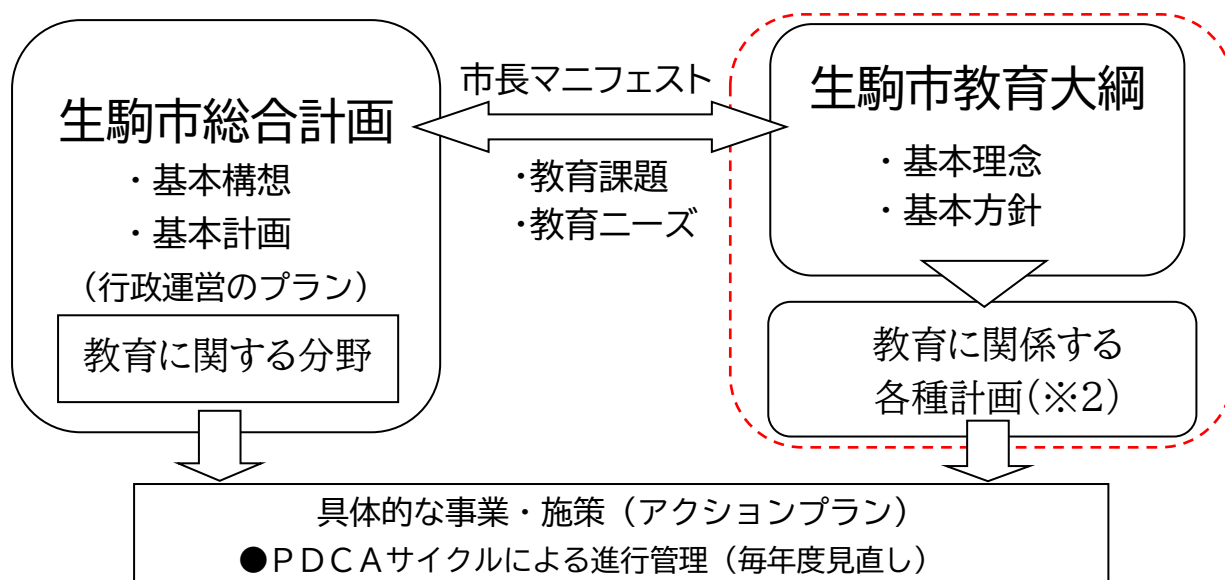 生駒市総合計画
・基本構想
・基本計画
（行政運営のプラン）
教育に関する分野
市長マニフェスト
・教育課題
・教育ニーズ
生駒市教育大綱
・基本理念
・基本方針
教育に関係する
各種計画(※2)
具体的な事業・施策（アクションプラン）
●ＰＤＣＡサイクルによる進行管理（毎年度見直し）